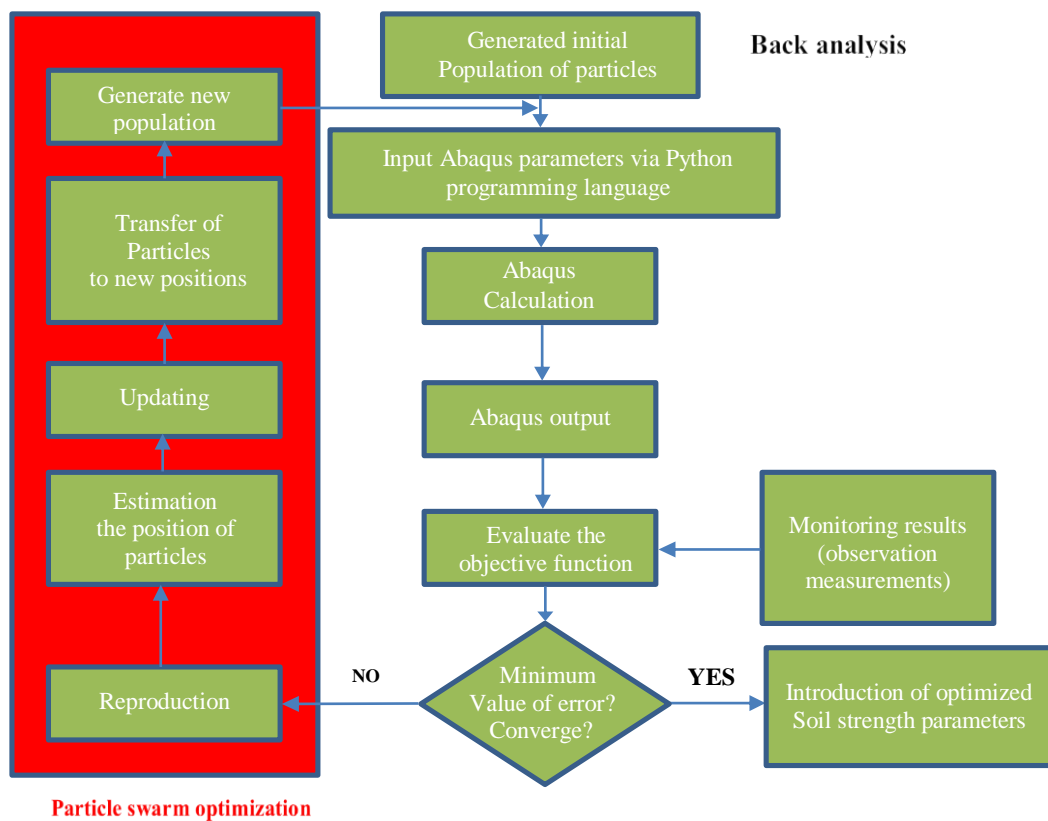 Back analysis
Generated initial
Population of particles
Input Abaqus parameters via Python
programming language
Abaqus
Calculation
Abaqus output
Evaluate the
objective function
Monitoring results
(observation
measurements)
Minimum
Value of error?
Converge?
YES
Introduction of optimized
Soil strength parameters
NO
Reproduction
Estimation
the position of
particles
Updating
Transfer of
Particles
to new positions
Generate new
population
Particle swarm optimization